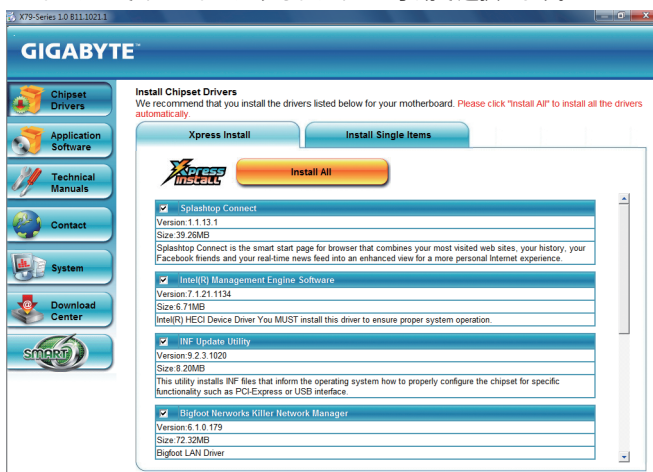 X79-Series 1.0 B11.1021.1
GIGABYTE™
Chipset
Drivers
Application
Software
Technical
Manuals
Contact
System
Download
Center
SMART
Install Chipset Drivers
We recommend that you install the drivers listed below for your motherboard. Please click "Install All" to install all the drivers
automatically.
Xpress Install
Install Single Items
Xpress
INSTALL
Install All
Splashtop Connect
Version:1.1.13.1
Size:39.26MB
Splashtop Connect is the smart start page for browser that combines your most visited web sites, your history, your
Facebook friends and your real-time news feed into an enhanced view for a more personal Internet experience.
Intel(R) Management Engine Software
Version:7.1.21.1134
Size:6.71MB
Intel(R) HECI Device Driver You MUST install this driver to ensure proper system operation.
INF Update Utility
Version:9.2.3.1020
Size:8.20MB
This utility installs INF files that inform the operating system how to properly configure the chipset for specific
functionality such as PCI-Express or USB interface.
Bigfoot Nerworks Killer Network Manager
Version:6.1.0.179
Size:72.32MB
Bigfoot LAN Driver